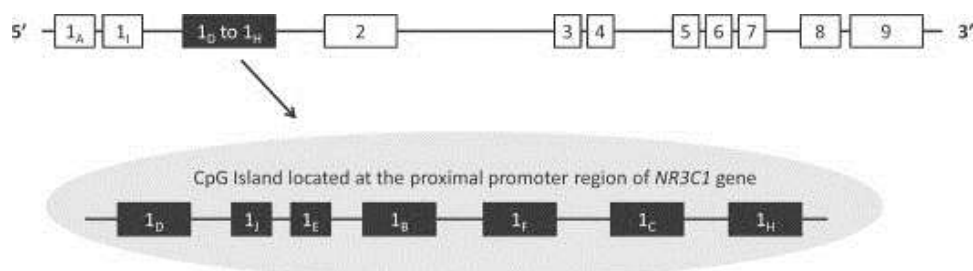 5' 1A 1I 1D to 1H 2 3 4 5 6 7 8 9 3'
CpG Island located at the proximal promoter region of NR3C1 gene
1D 1J 1E 1B 1F 1C 1H